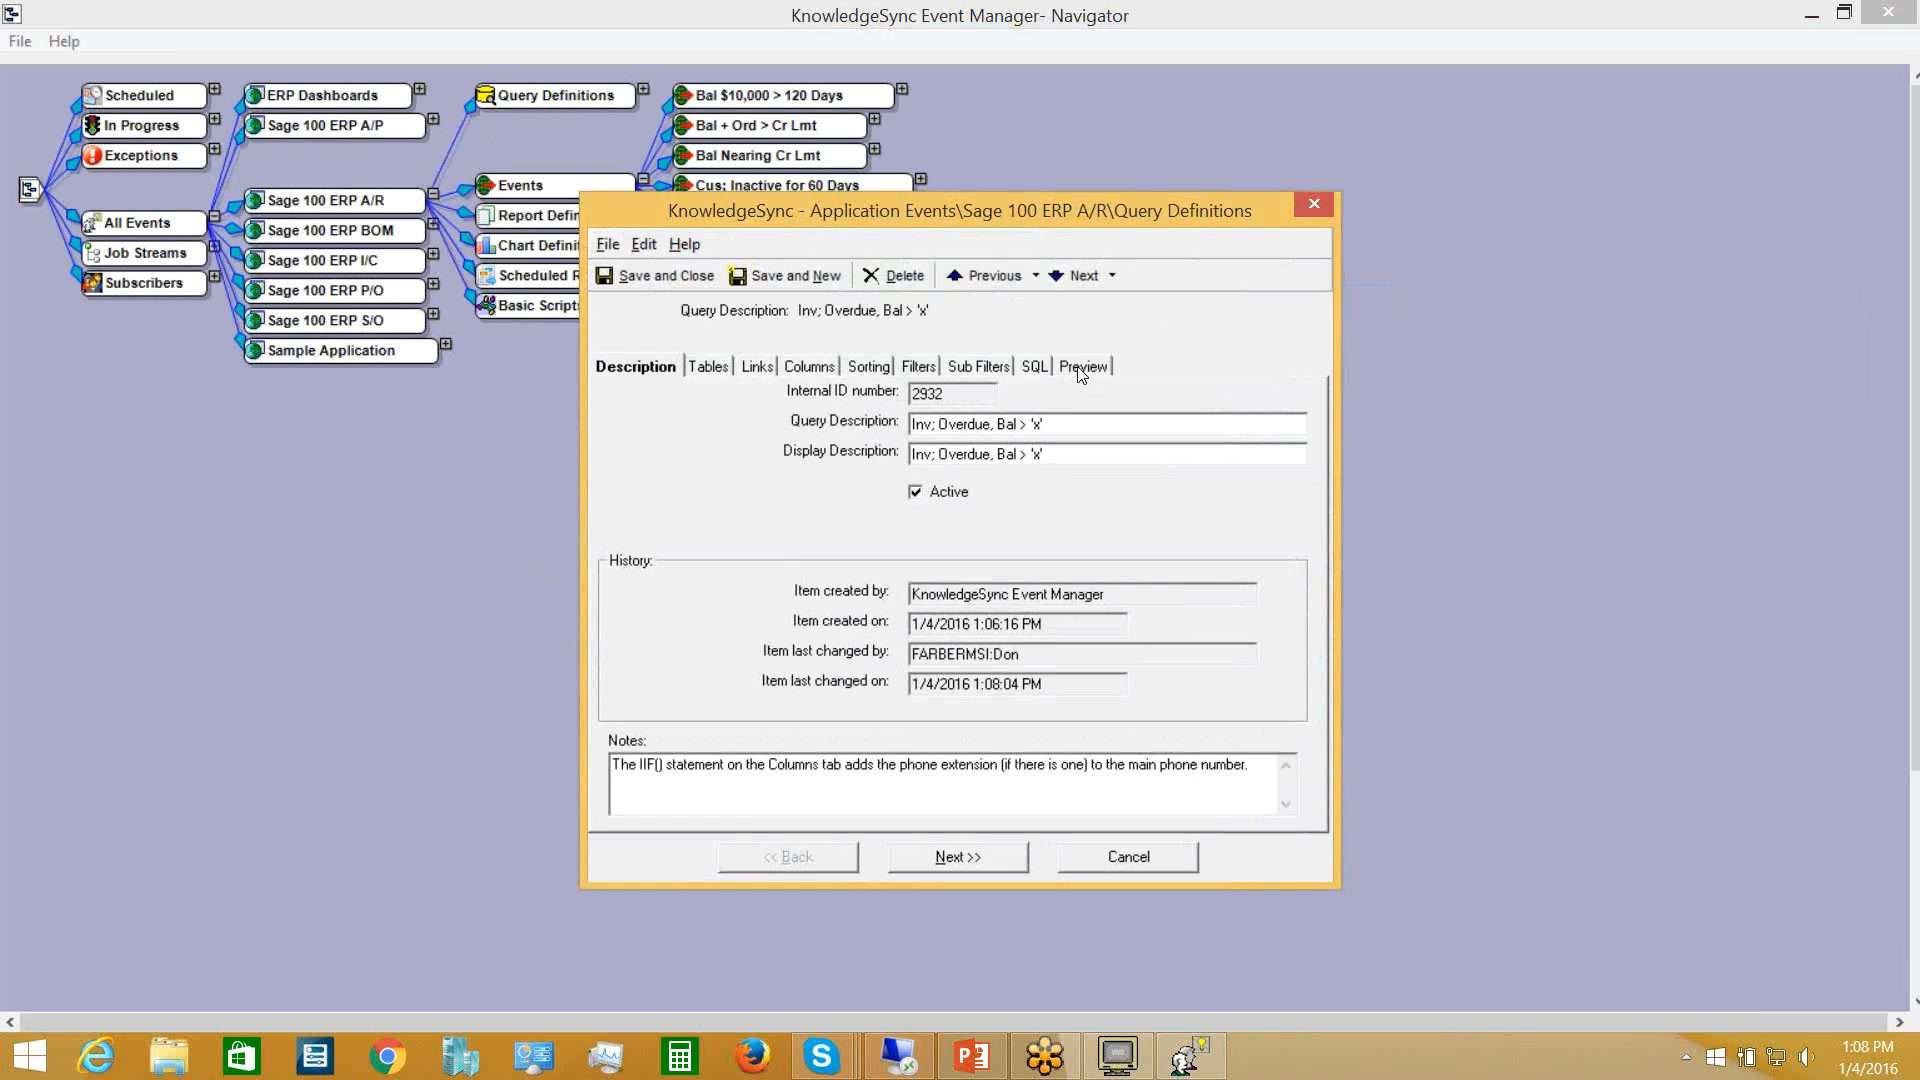 KnowledgeSync Event Manager- Navigator
File Help
Scheduled
ERP Dashboards
Query Definitions
Bal $10,000 > 120 Days
In Progress
Sage 100 ERP A/P
Bal + Ord > Cr Lmt
Exceptions
Bal Nearing Cr Lmt
Events
Cus; Inactive for 60 Days
Sage 100 ERP A/R
All Events
Report Defin
Sage 100 ERP BOM
Job Streams
Chart Definit
Sage 100 ERP I/C
Scheduled R
Subscribers
Sage 100 ERP P/O
Basic Scripts
Sage 100 ERP S/O
Sample Application
KnowledgeSync - Application Events\Sage 100 ERP A/R\Query Definitions
File Edit Help
Save and Close Save and New Delete Previous Next
Query Description: Inv; Overdue, Bal > 'x'
Description Tables Links Columns Sorting Filters Sub Filters SQL Preview
Internal ID number: 2932
Query Description: Inv; Overdue, Bal > 'x'
Display Description: Inv; Overdue, Bal > 'x'
Active
History:
Item created by: KnowledgeSync Event Manager
Item created on: 1/4/2016 1:06:16 PM
Item last changed by: FARBERMSI:Don
Item last changed on: 1/4/2016 1:08:04 PM
Notes:
The IIF() statement on the Columns tab adds the phone extension (if there is one) to the main phone number.
<< Back Next >> Cancel
1:08 PM
1/4/2016